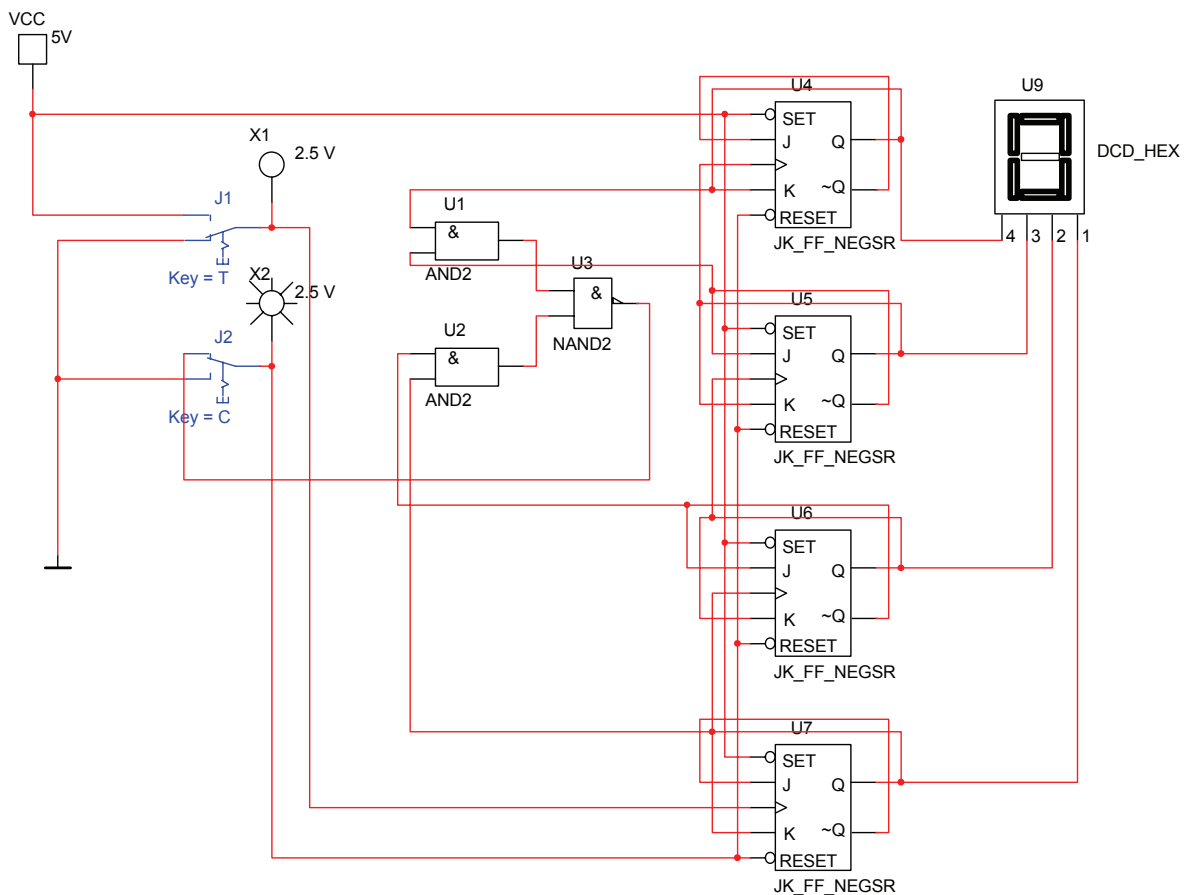 VCC
5V
X1
2.5 V
J1
Key = T
X2
2.5 V
J2
Key = C
U1
&
AND2
U2
&
AND2
U3
&
NAND2
U4
SET
J
Q
K
~Q
RESET
JK_FF_NEGSR
U5
SET
J
Q
K
~Q
RESET
JK_FF_NEGSR
U6
SET
J
Q
K
~Q
RESET
JK_FF_NEGSR
U7
SET
J
Q
K
~Q
RESET
JK_FF_NEGSR
U9
DCD_HEX
4 3 2 1